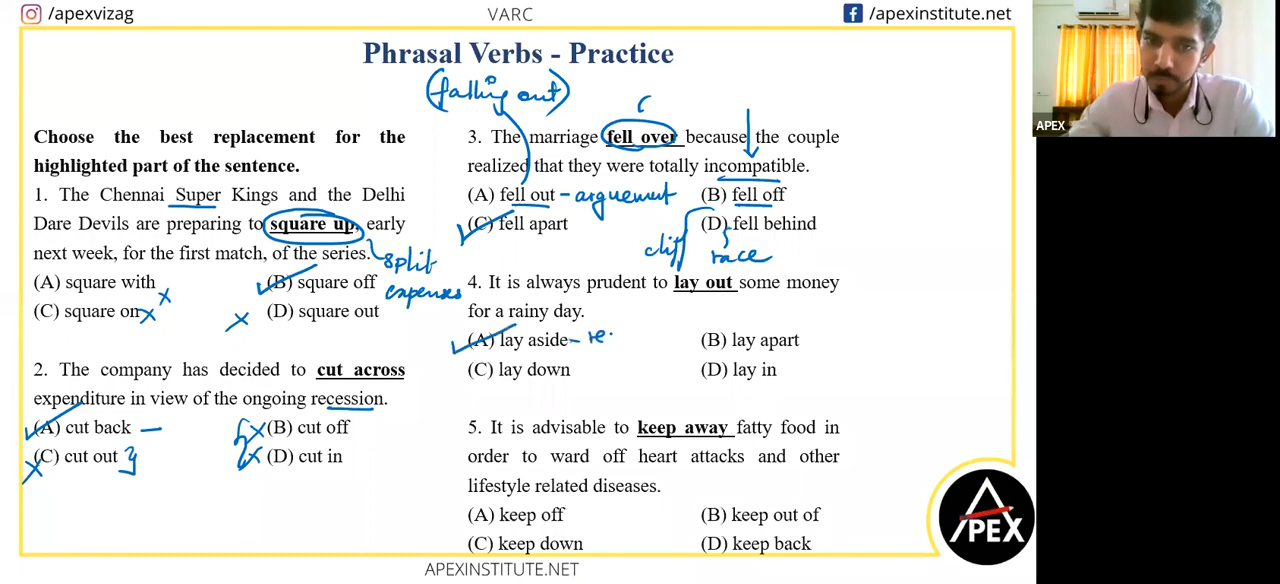 /apexvizag
VARC
/apexinstitute.net
Phrasal Verbs - Practice
(falling out)
Choose the best replacement for the
highlighted part of the sentence.
1. The Chennai Super Kings and the Delhi
Dare Devils are preparing to square up, early
next week, for the first match, of the series.
split
expenses
(A) square with
(B) square off
(C) square on
(D) square out
2. The company has decided to cut across
expenditure in view of the ongoing recession.
(A) cut back
(B) cut off
(C) cut out
(D) cut in
3. The marriage fell over because the couple
realized that they were totally incompatible.
(A) fell out - arguement
(B) fell off
(C) fell apart
(D) fell behind
cliff
race
4. It is always prudent to lay out some money
for a rainy day.
(A) lay aside - re
(B) lay apart
(C) lay down
(D) lay in
5. It is advisable to keep away fatty food in
order to ward off heart attacks and other
lifestyle related diseases.
(A) keep off
(B) keep out of
(C) keep down
(D) keep back
APEX
APEX
APEXINSTITUTE.NET